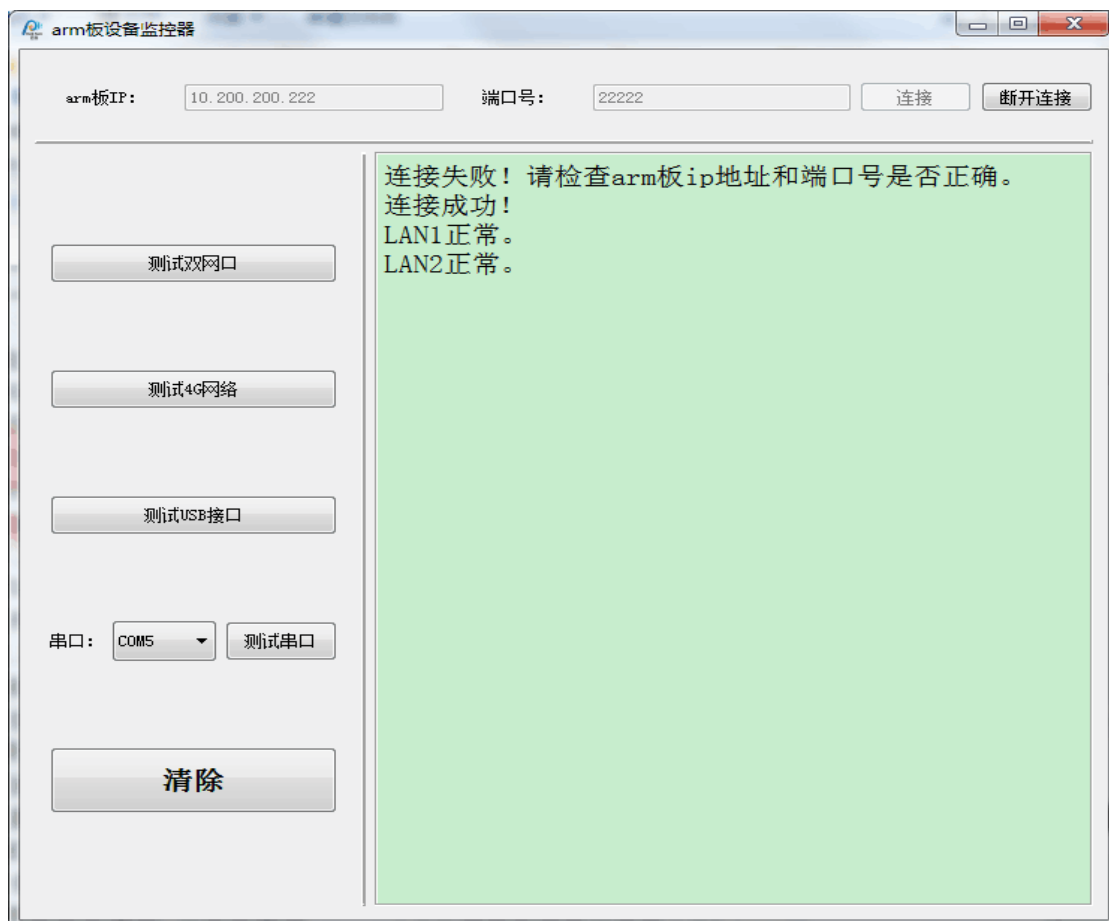 arm板设备监控器
arm板IP: 10.200.200.222 端口号: 22222 连接 断开连接
连接失败！请检查arm板ip地址和端口号是否正确。
连接成功！
LAN1正常。
LAN2正常。
测试双网口
测试4G网络
测试USB接口
串口: COM5 测试串口
清除